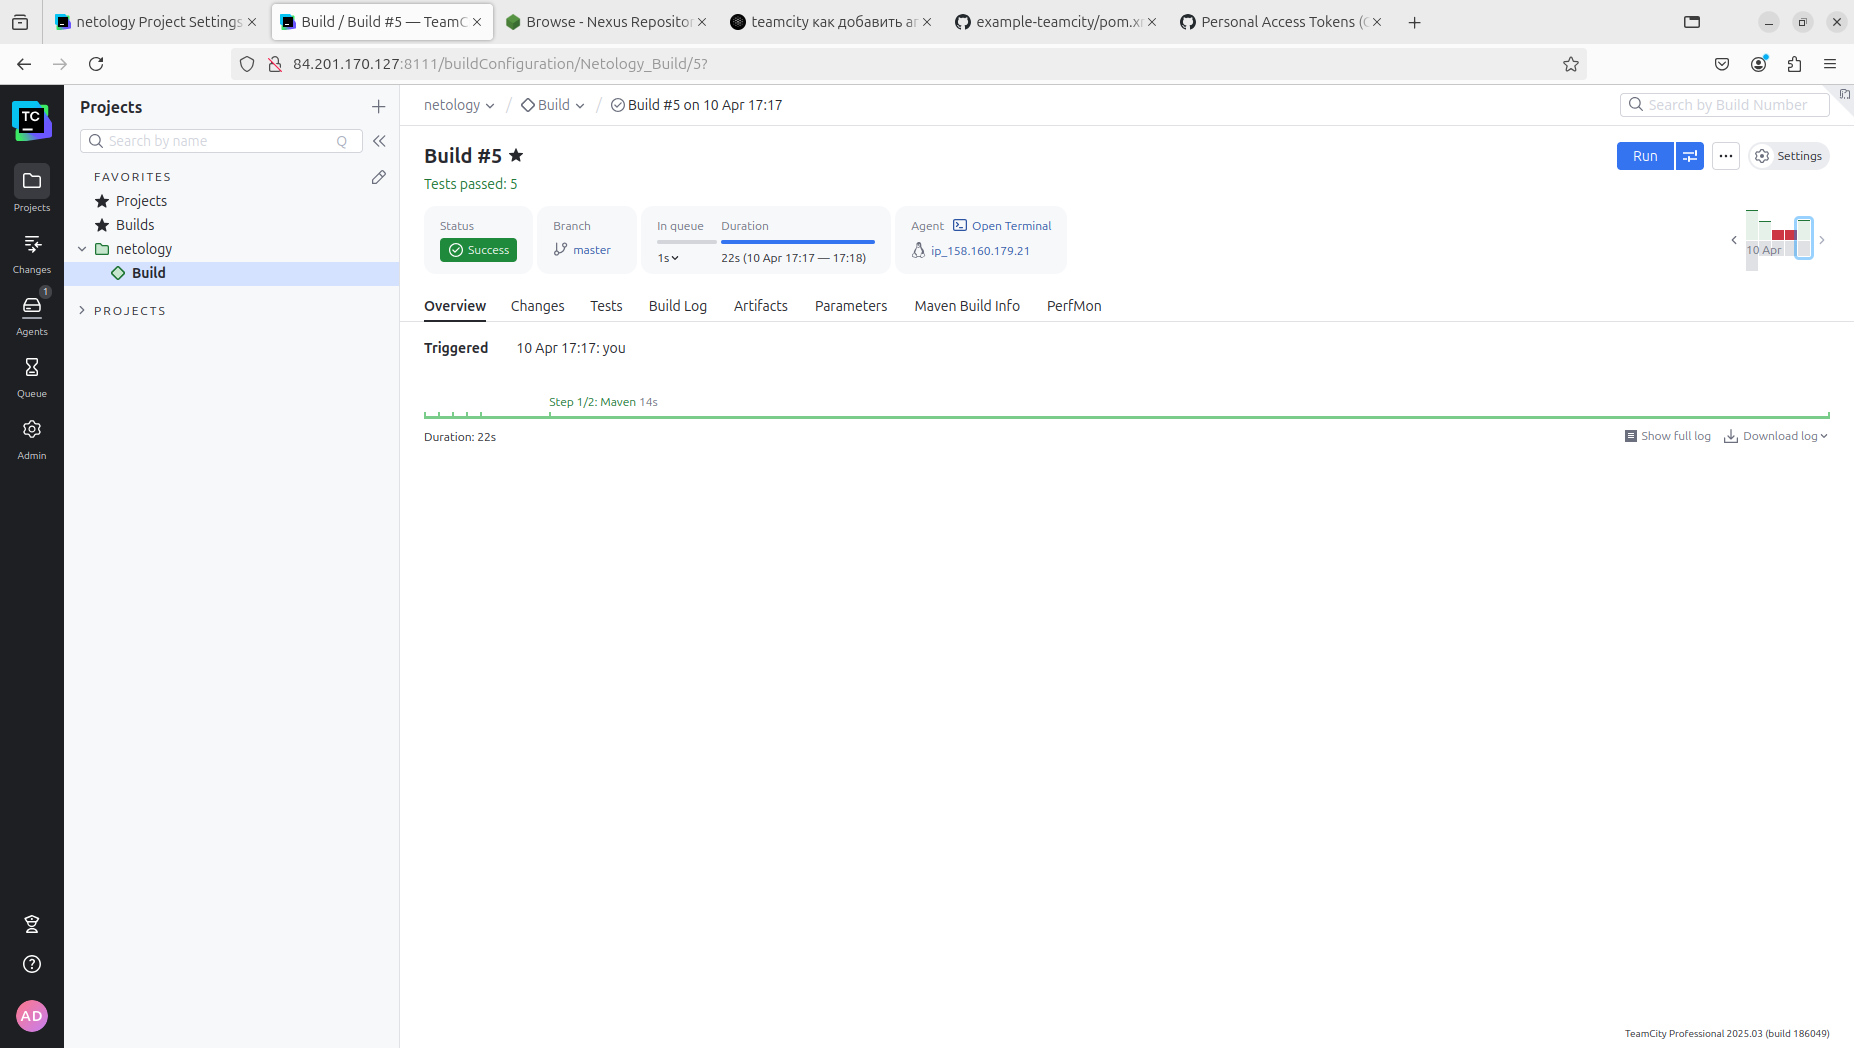 netology Project Settings
Build / Build #5 — TeamC
Browse - Nexus Repositor
teamcity как добавить аг
example-teamcity/pom.xm
Personal Access Tokens (C
84.201.170.127:8111/buildConfiguration/Netology_Build/5?
TC
Projects
Changes
1
Agents
Queue
Admin
AD
Projects
Search by name
Q
FAVORITES
Projects
Builds
netology
Build
PROJECTS
netology / Build / Build #5 on 10 Apr 17:17
Search by Build Number
Build #5
Run
Settings
Tests passed: 5
Status
Success
Branch
master
In queue
1s
Duration
22s (10 Apr 17:17 — 17:18)
Agent
Open Terminal
ip_158.160.179.21
10 Apr
Overview
Changes
Tests
Build Log
Artifacts
Parameters
Maven Build Info
PerfMon
Triggered
10 Apr 17:17: you
Step 1/2: Maven 14s
Duration: 22s
Show full log
Download log
TeamCity Professional 2025.03 (build 186049)